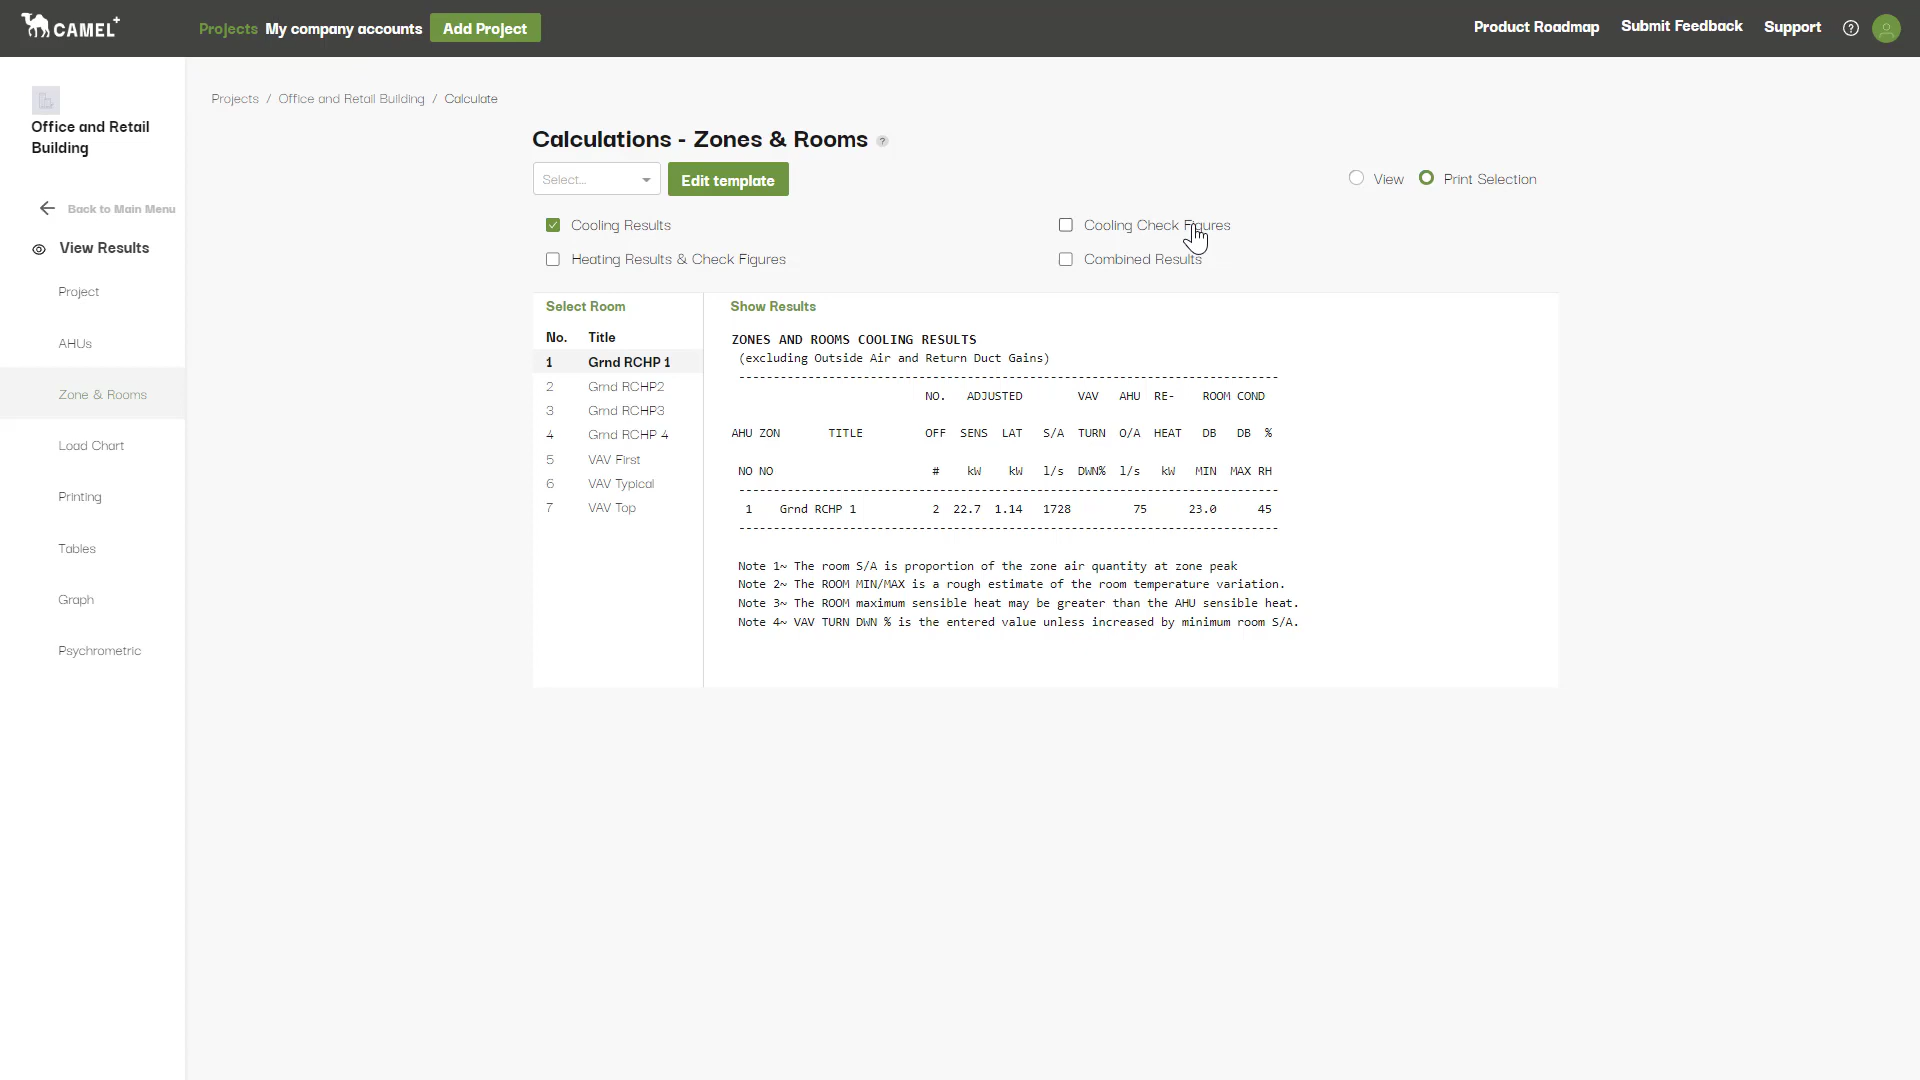 CAMEL+
Projects My company accounts Add Project
Product Roadmap Submit Feedback Support
Office and Retail
Building
Back to Main Menu
View Results
Project
AHUs
Zone & Rooms
Load Chart
Printing
Tables
Graph
Psychrometric
Projects / Office and Retail Building / Calculate
Calculations - Zones & Rooms ?
Select... Edit template
View Print Selection
Cooling Results Cooling Check Figures
Heating Results & Check Figures Combined Results
Select Room
No. Title
1 Grnd RCHP 1
2 Grnd RCHP2
3 Grnd RCHP3
4 Grnd RCHP 4
5 VAV First
6 VAV Typical
7 VAV Top
Show Results
ZONES AND ROOMS COOLING RESULTS
(excluding Outside Air and Return Duct Gains)
------------------------------------------------------------------------------
NO. ADJUSTED VAV AHU RE- ROOM COND
AHU ZON TITLE OFF SENS LAT S/A TURN O/A HEAT DB DB %
NO NO # kW kW l/s DWN% l/s kW MIN MAX RH
------------------------------------------------------------------------------
1 Grnd RCHP 1 2 22.7 1.14 1728 75 23.0 45
------------------------------------------------------------------------------
Note 1~ The room S/A is proportion of the zone air quantity at zone peak
Note 2~ The ROOM MIN/MAX is a rough estimate of the room temperature variation.
Note 3~ The ROOM maximum sensible heat may be greater than the AHU sensible heat.
Note 4~ VAV TURN DWN % is the entered value unless increased by minimum room S/A.